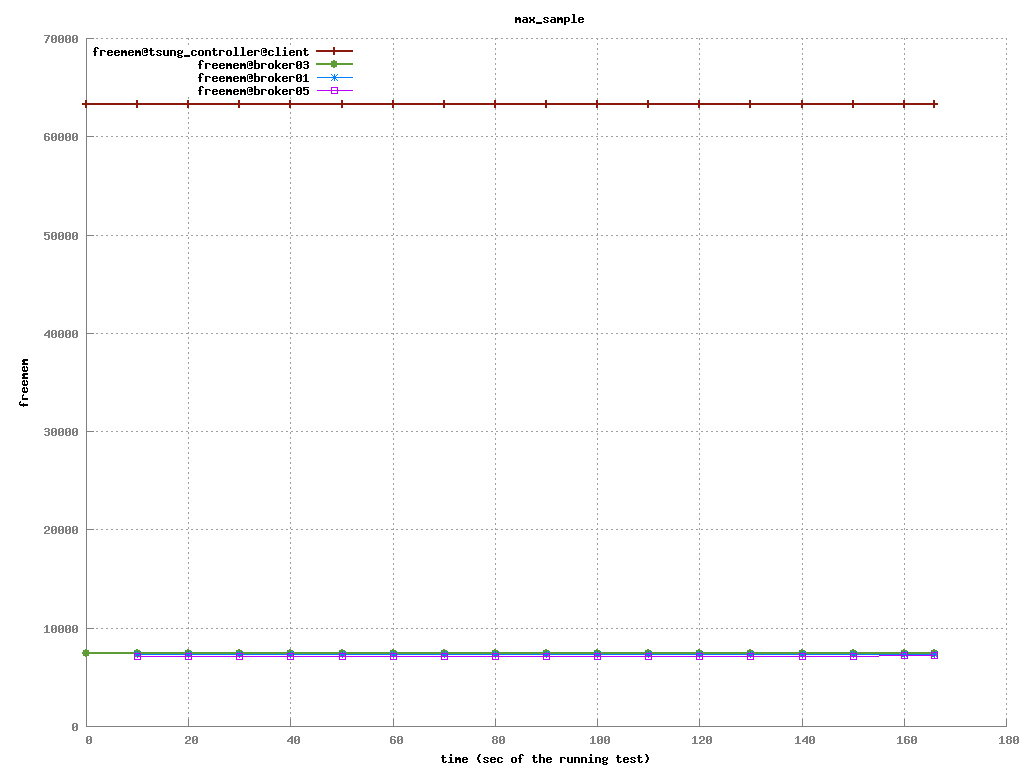 max_sample
70000
freemem@tsung_controller@client
freemem@broker03
freemem@broker01
freemem@broker05
60000
50000
40000
freemem
30000
20000
10000
0
0 20 40 60 80 100 120 140 160 180
time (sec of the running test)